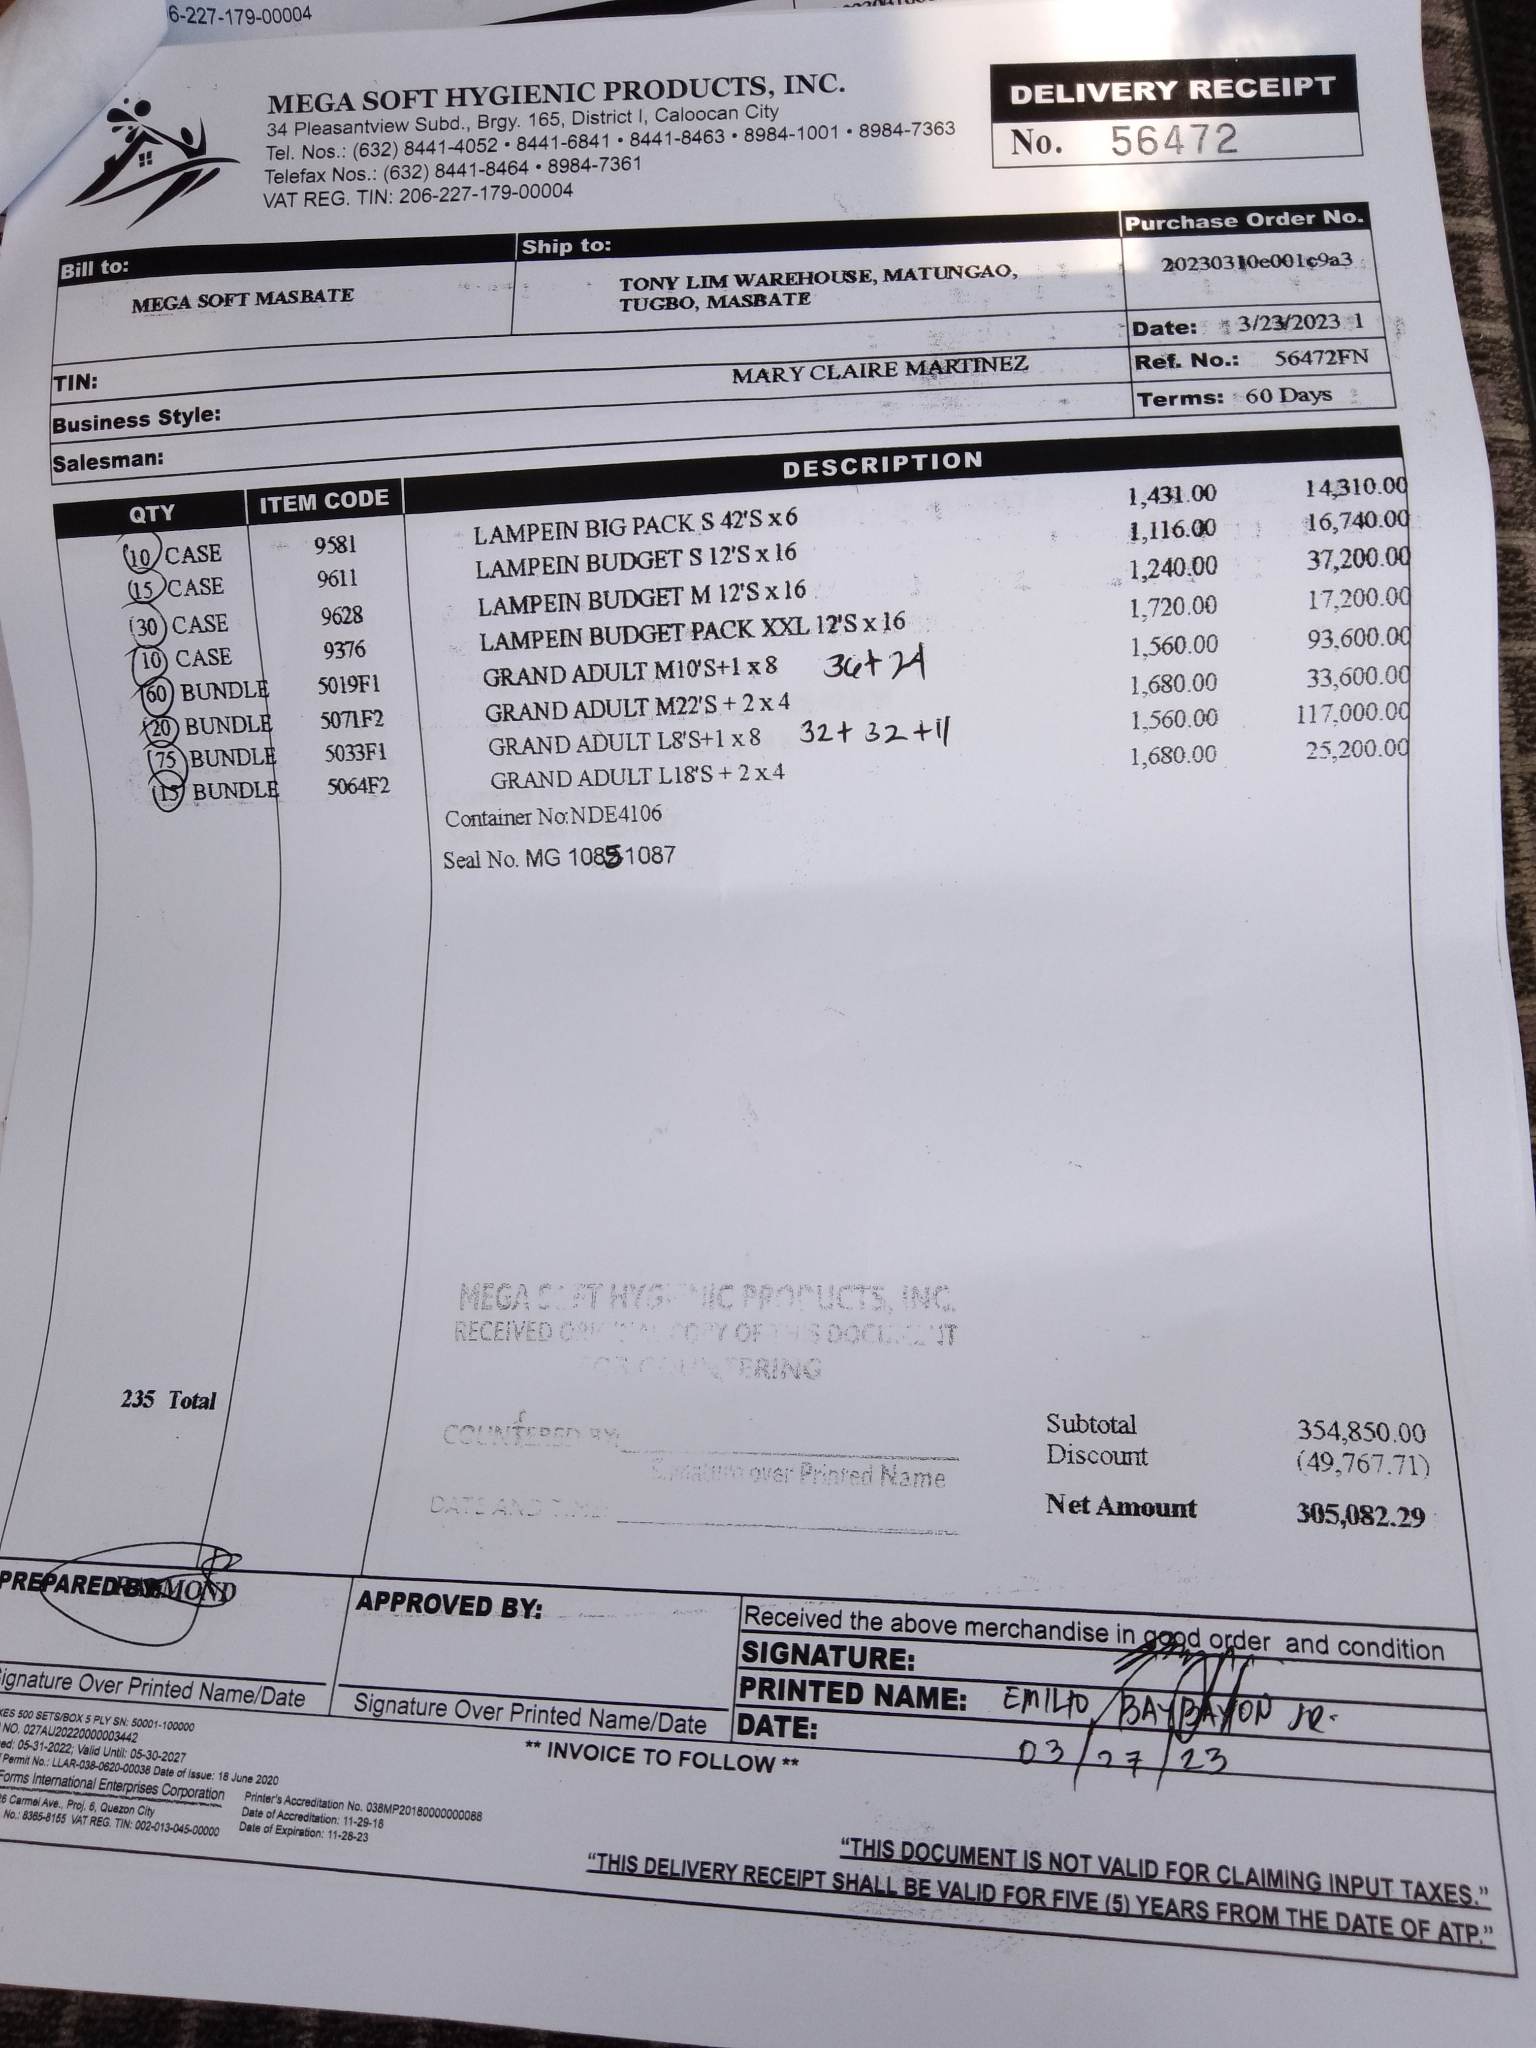 6-227-179-00004
MEGA SOFT HYGIENIC PRODUCTS, INC.
34 Pleasantview Subd., Brgy. 165, District I, Caloocan City
Tel. Nos.: (632) 8441-4052 • 8441-6841 • 8441-8463 • 8984-1001 • 8984-7363
Telefax Nos.: (632) 8441-8464 • 8984-7361
VAT REG. TIN: 206-227-179-00004
DELIVERY RECEIPT
No. 56472
Bill to: Ship to: Purchase Order No.
MEGA SOFT MASBATE
TONY LIM WAREHOUSE, MATUNGAO,
TUGBO, MASBATE
20230310e001c9a3
Date: 3/23/2023 1
TIN:
MARY CLAIRE MARTINEZ
Ref. No.: 56472FN
Business Style:
Terms: 60 Days
Salesman:
QTY ITEM CODE DESCRIPTION
10 CASE 9581 LAMPEIN BIG PACK S 42'S x 6 1,431.00 14,310.00
15 CASE 9611 LAMPEIN BUDGET S 12'S x 16 1,116.00 16,740.00
30 CASE 9628 LAMPEIN BUDGET M 12'S x 16 1,240.00 37,200.00
10 CASE 9376 LAMPEIN BUDGET PACK XXL 12'S x 16 1,720.00 17,200.00
60 BUNDLE 5019F1 GRAND ADULT M10'S+1 x 8 36+24 1,560.00 93,600.00
20 BUNDLE 5071F2 GRAND ADULT M22'S + 2 x 4 1,680.00 33,600.00
75 BUNDLE 5033F1 GRAND ADULT L8'S+1 x 8 32+32+11 1,560.00 117,000.00
15 BUNDLE 5064F2 GRAND ADULT L18'S + 2 x 4 1,680.00 25,200.00
Container No:NDE4106
Seal No. MG 10851087
MEGA SOFT HYGIENIC PRODUCTS, INC.
RECEIVED ORIGINAL COPY OF THIS DOCUMENT
FOR COUNTERING
235 Total
COUNTERED BY:
Signature over Printed Name
DATE AND TIME:
Subtotal 354,850.00
Discount (49,767.71)
Net Amount 305,082.29
PREPARED BY: RAYMOND
APPROVED BY:
Received the above merchandise in good order and condition
SIGNATURE:
PRINTED NAME: EMILIO BAYBAYON JR.
DATE: 03/27/23
ignature Over Printed Name/Date
Signature Over Printed Name/Date
** INVOICE TO FOLLOW **
KES 500 SETS/BOX 5 PLY SN: 50001-100000
NO. 027AU20220000003442
ed: 05-31-2022; Valid Until: 05-30-2027
Permit No.: LLAR-038-0620-00038 Date of Issue: 18 June 2020
Forms International Enterprises Corporation
6 Carmel Ave., Proj. 6, Quezon City
No.: 8365-8155 VAT REG. TIN: 002-013-045-00000
Printer's Accreditation No. 038MP20180000000088
Date of Accreditation: 11-29-18
Date of Expiration: 11-28-23
“THIS DOCUMENT IS NOT VALID FOR CLAIMING INPUT TAXES.”
“THIS DELIVERY RECEIPT SHALL BE VALID FOR FIVE (5) YEARS FROM THE DATE OF ATP.”